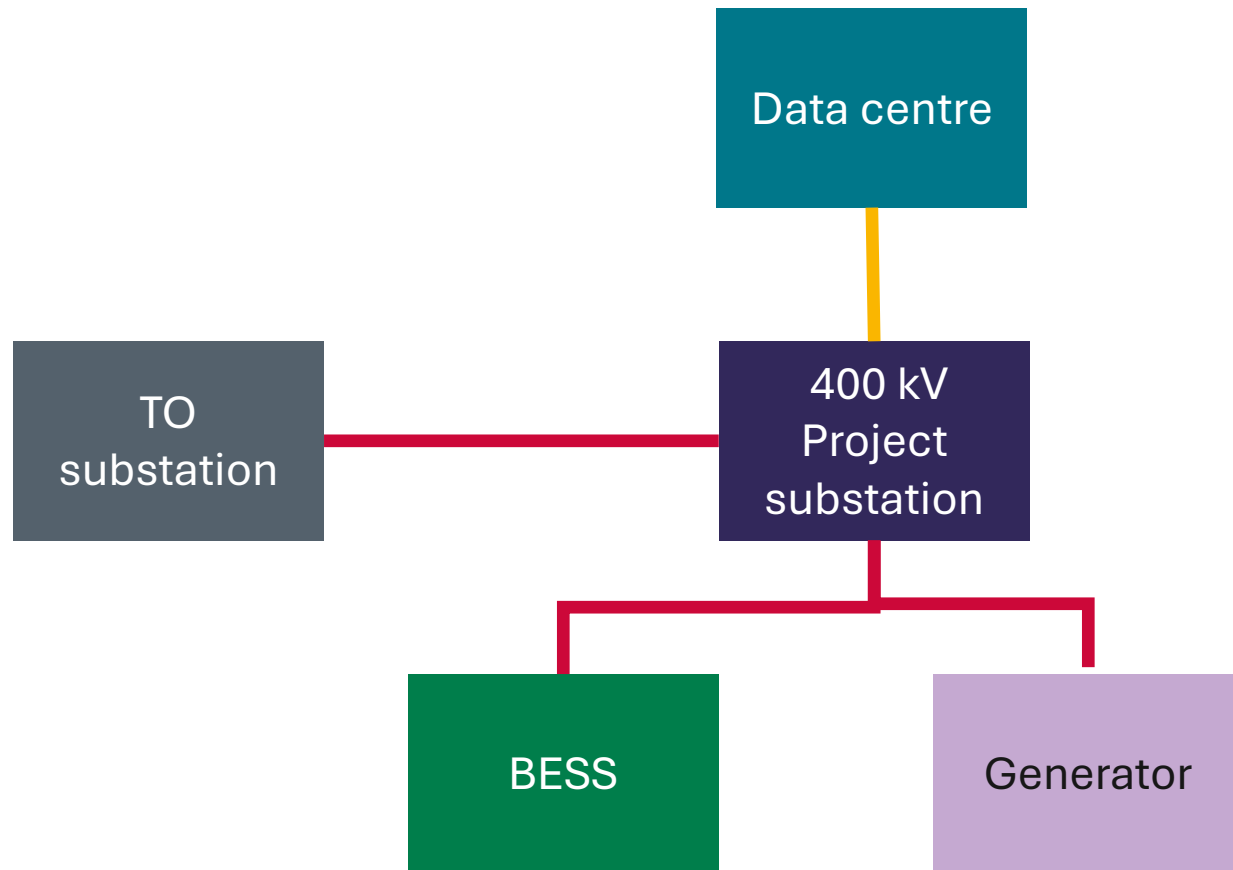 Data centre
TO
substation
400 kV
Project
substation
BESS
Generator